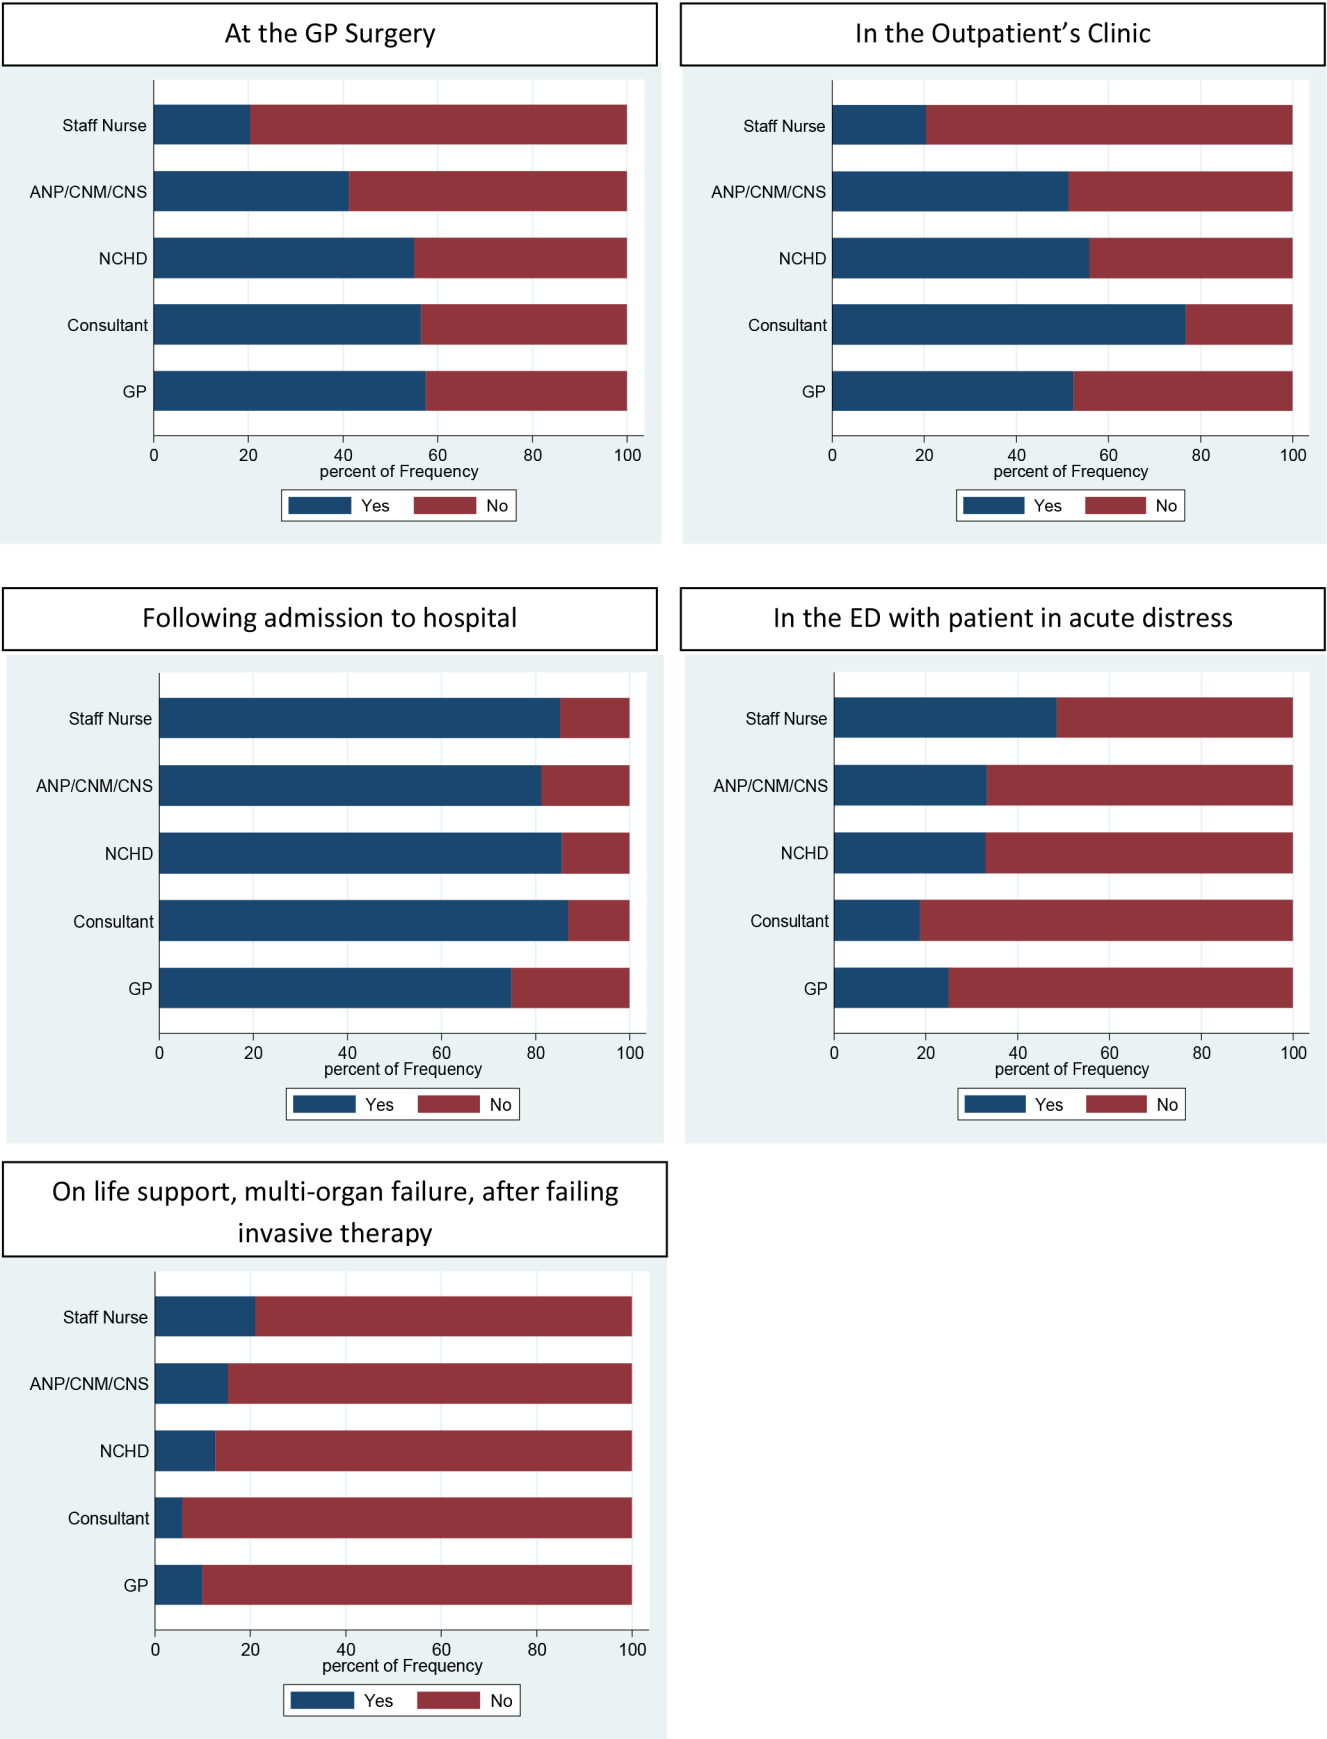 At the GP Surgery
Staff Nurse
ANP/CNM/CNS
NCHD
Consultant
GP
0 20 40 60 80 100
percent of Frequency
Yes No
In the Outpatient’s Clinic
Staff Nurse
ANP/CNM/CNS
NCHD
Consultant
GP
0 20 40 60 80 100
percent of Frequency
Yes No
Following admission to hospital
Staff Nurse
ANP/CNM/CNS
NCHD
Consultant
GP
0 20 40 60 80 100
percent of Frequency
Yes No
In the ED with patient in acute distress
Staff Nurse
ANP/CNM/CNS
NCHD
Consultant
GP
0 20 40 60 80 100
percent of Frequency
Yes No
On life support, multi-organ failure, after failing
invasive therapy
Staff Nurse
ANP/CNM/CNS
NCHD
Consultant
GP
0 20 40 60 80 100
percent of Frequency
Yes No